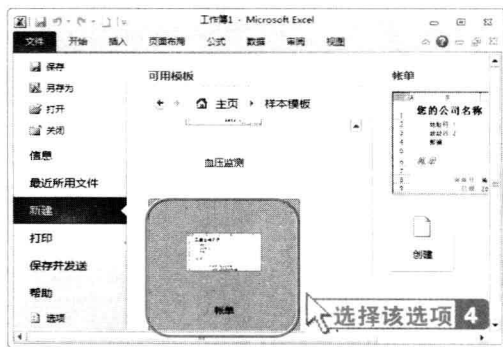 工作簿1 - Microsoft Excel
文件 开始 插入 页面布局 公式 数据 审阅 视图
保存
另存为
打开
关闭
信息
最近所用文件
新建
打印
保存并发送
帮助
选项
可用模板
主页 样本模板
血压监测
帐单
帐单
您的公司名称
创建
选择该选项 4